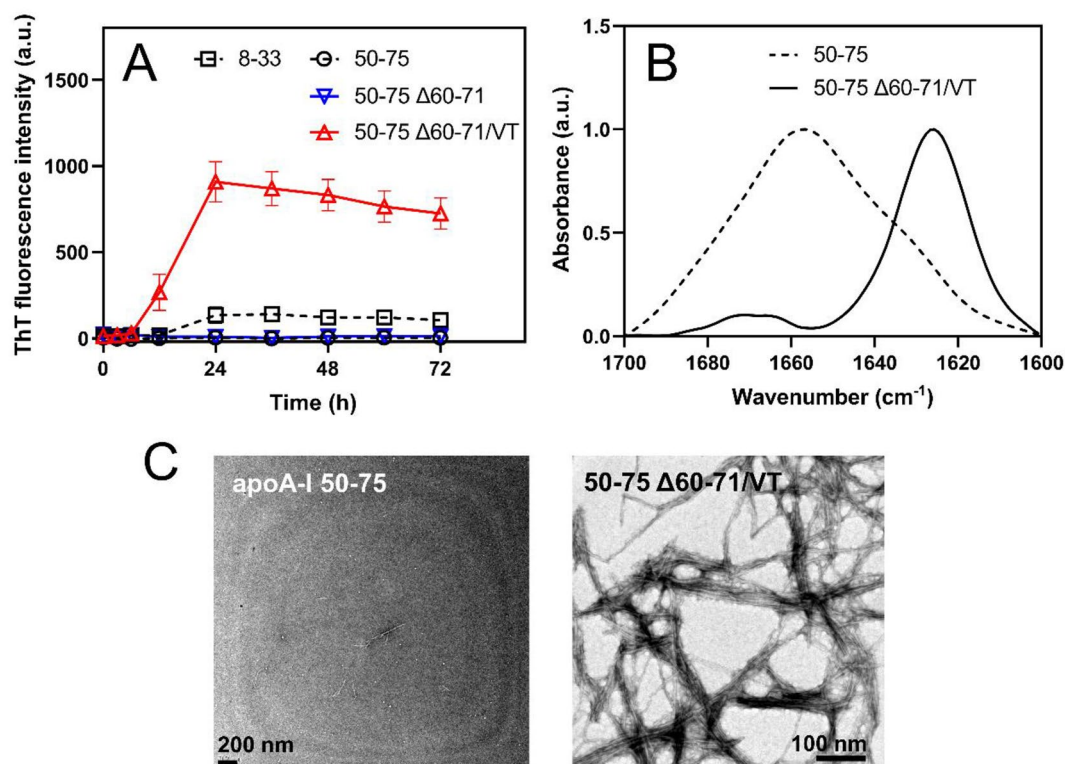 A
8-33
50-75
50-75 Δ60-71
50-75 Δ60-71/VT
ThT fluorescence intensity (a.u.)
1500
1000
500
0
0
24
48
72
Time (h)
B
50-75
50-75 Δ60-71/VT
Absorbance (a.u.)
1.5
1.0
0.5
0.0
1700
1680
1660
1640
1620
1600
Wavenumber (cm⁻¹)
C
apoA-I 50-75
200 nm
50-75 Δ60-71/VT
100 nm